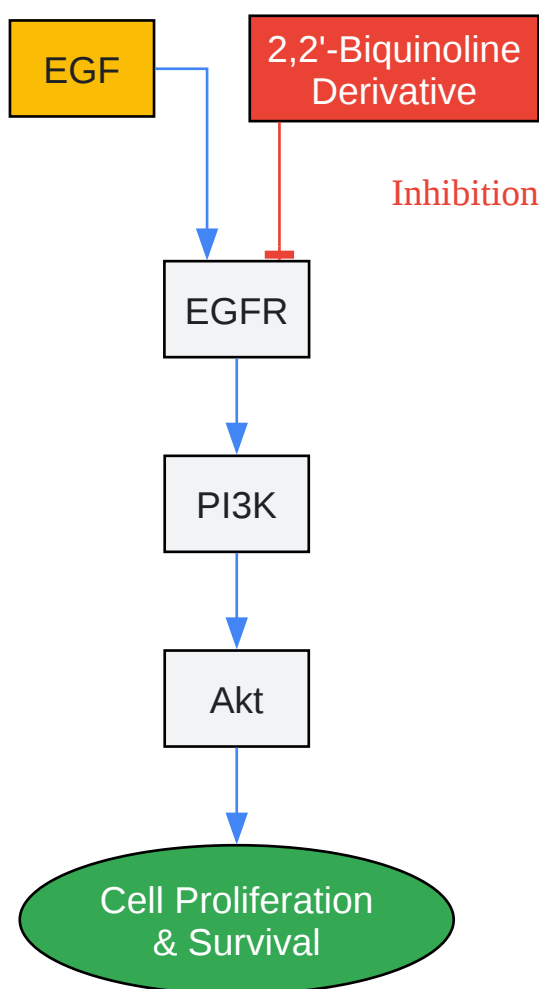 EGF
2,2'-Biquinoline
Derivative
Inhibition
EGFR
PI3K
Akt
Cell Proliferation
& Survival